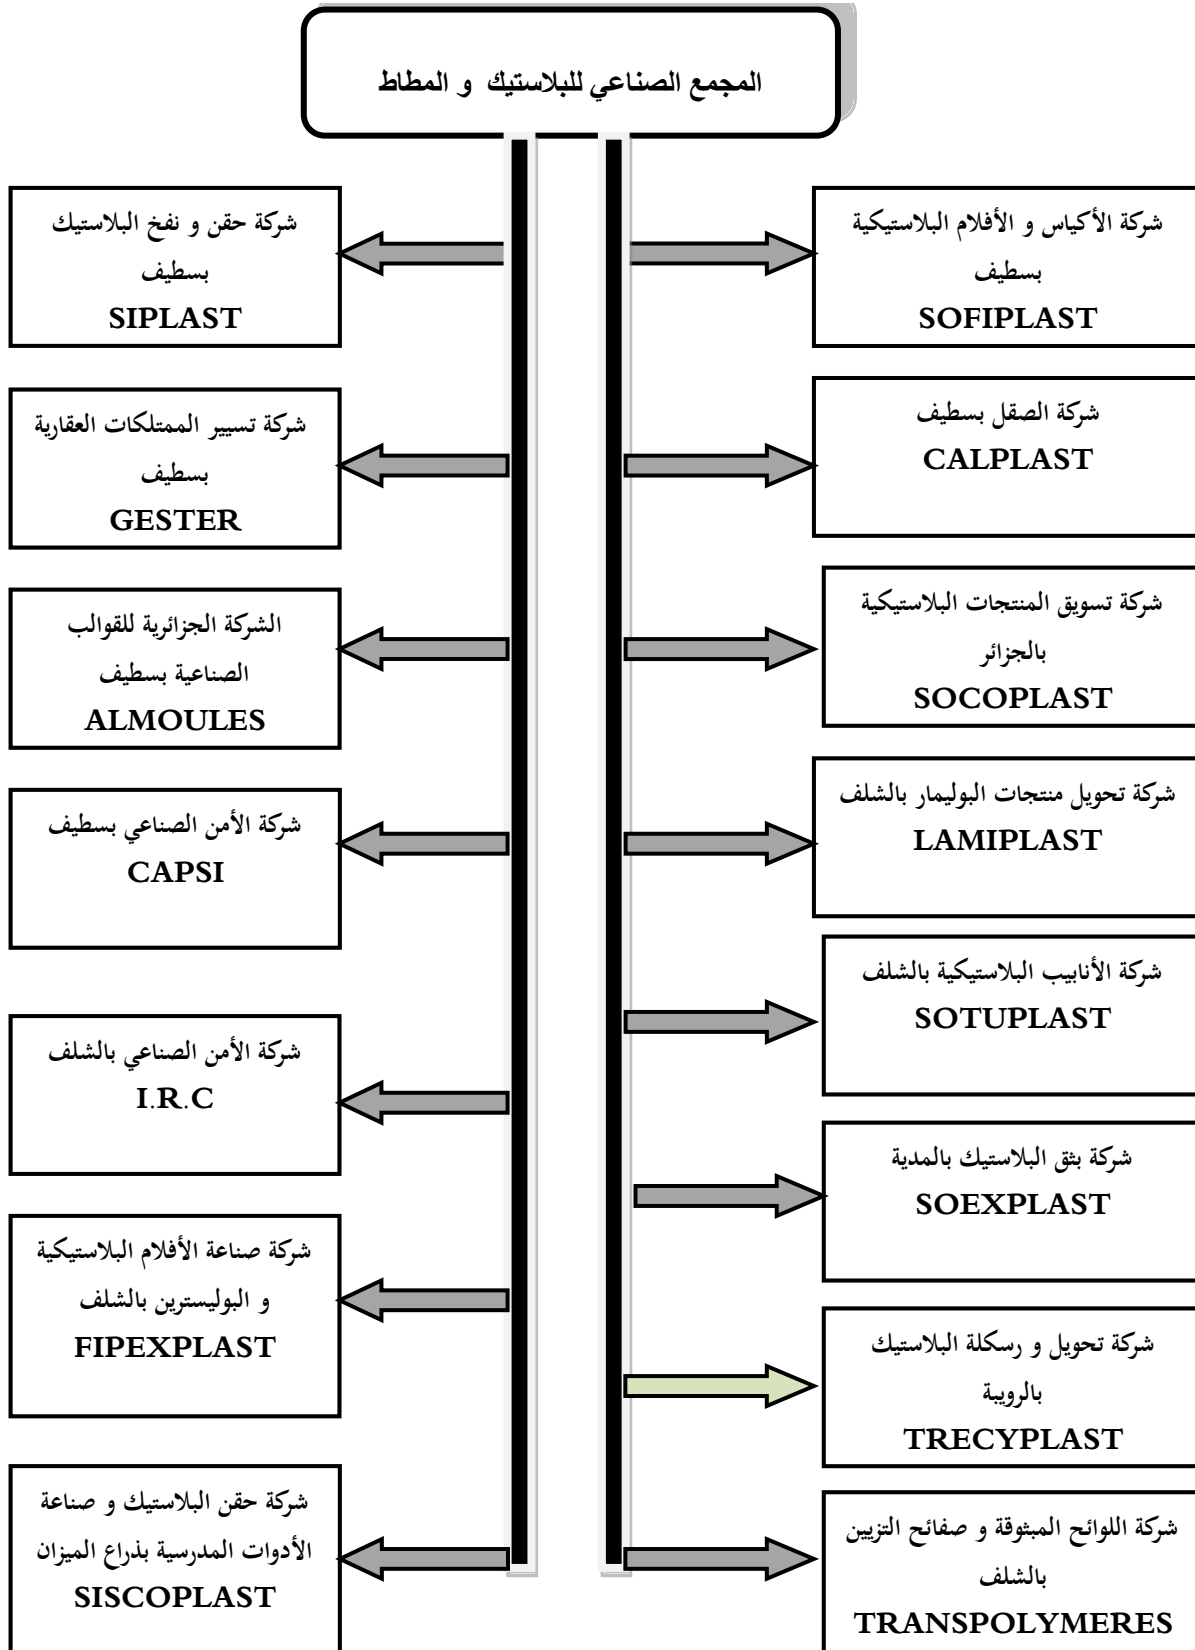 المجمع الصناعي للبلاستيك و المطاط
شركة الأكياس و الأفلام البلاستيكية
بسطيف
SOFIPLAST
شركة حقن و نفخ البلاستيك
بسطيف
SIPLAST
شركة الصقل بسطيف
CALPLAST
شركة تسيير الممتلكات العقارية
بسطيف
GESTER
شركة تسويق المنتجات البلاستيكية
بالجزائر
SOCOPLAST
الشركة الجزائرية للقوالب
الصناعية بسطيف
ALMOULES
شركة تحويل منتجات البوليمار بالشلف
LAMIPLAST
شركة الأمن الصناعي بسطيف
CAPSI
شركة الأنابيب البلاستيكية بالشلف
SOTUPLAST
شركة الأمن الصناعي بالشلف
I.R.C
شركة بثق البلاستيك بالمدية
SOEXPLAST
شركة صناعة الأفلام البلاستيكية
و البوليسترين بالشلف
FIPEXPLAST
شركة تحويل و رسكلة البلاستيك
بالرويبة
TRECYPLAST
شركة حقن البلاستيك و صناعة
الأدوات المدرسية بذراع الميزان
SISCOPLAST
شركة اللوائح المبثوقة و صفائح التزيين
بالشلف
TRANSPOLYMERES